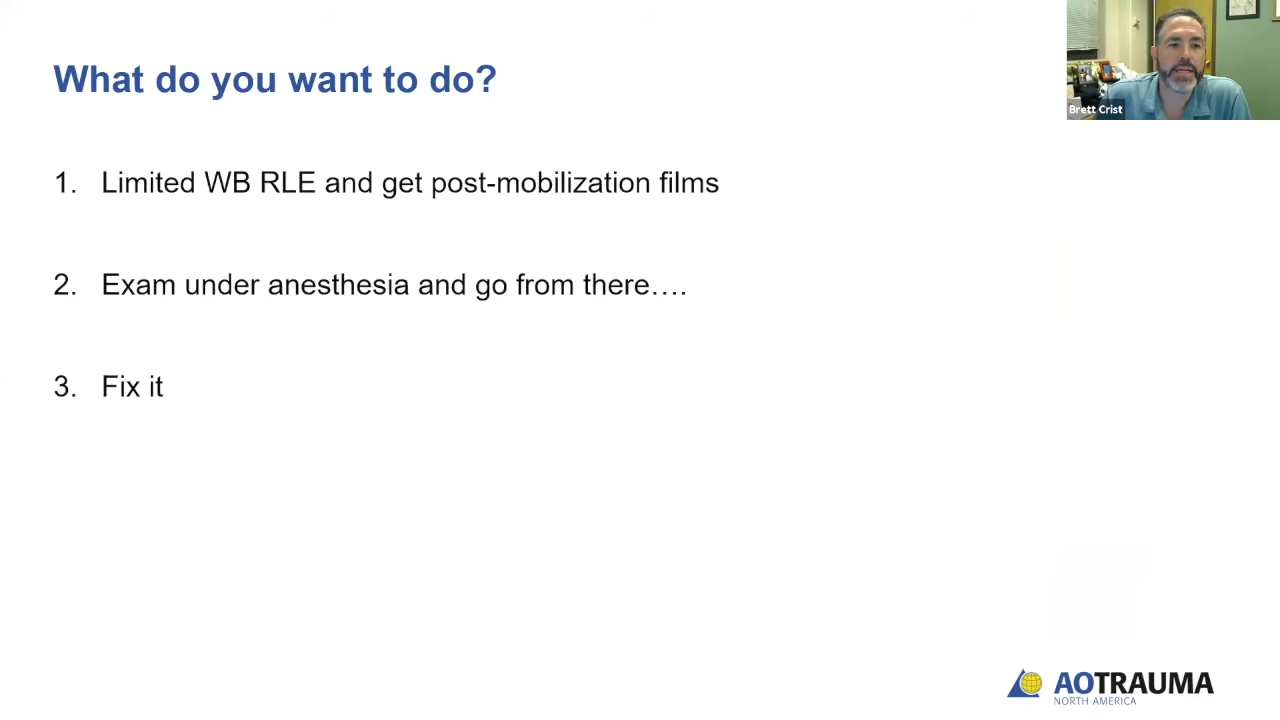 What do you want to do?
Brett Crist
1. Limited WB RLE and get post-mobilization films
2. Exam under anesthesia and go from there….
3. Fix it
AOTRAUMA
NORTH AMERICA